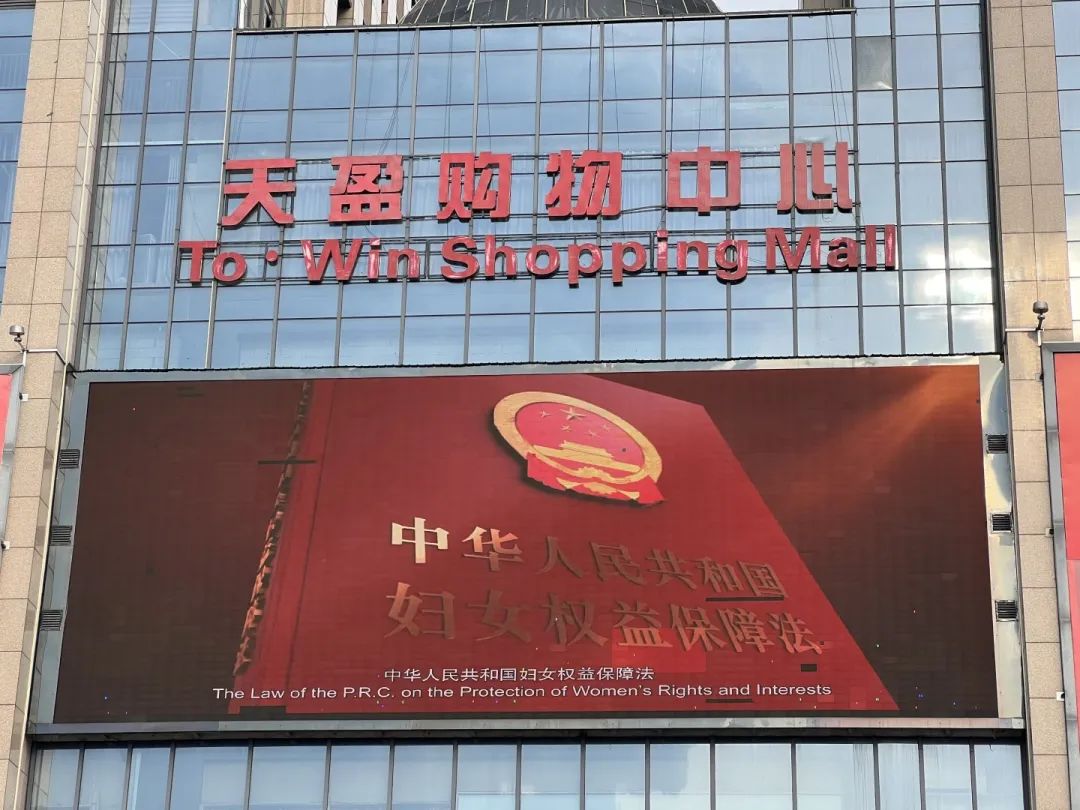 天盈购物中心
To·Win Shopping Mall
中华人民共和国
妇女权益保障法
中华人民共和国妇女权益保障法
The Law of the P.R.C. on the Protection of Women's Rights and Interests